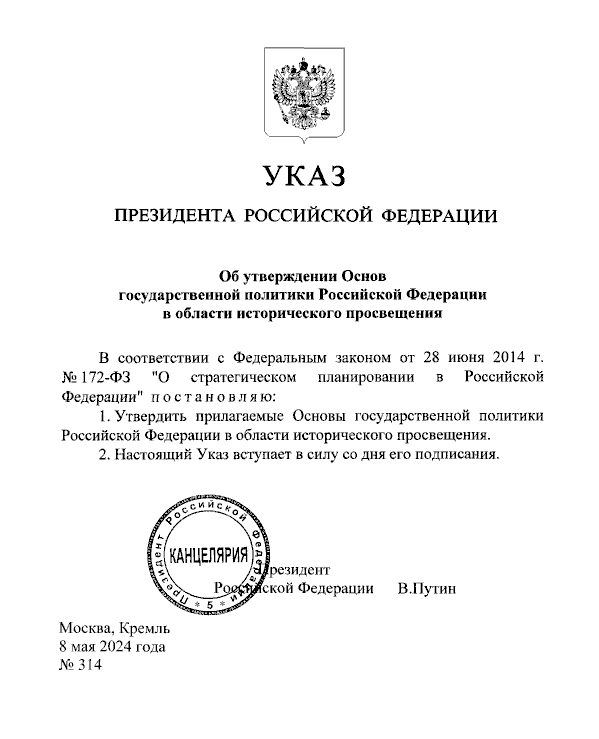 УКАЗ
ПРЕЗИДЕНТА РОССИЙСКОЙ ФЕДЕРАЦИИ
Об утверждении Основ
государственной политики Российской Федерации
в области исторического просвещения
В соответствии с Федеральным законом от 28 июня 2014 г.
№ 172-ФЗ "О стратегическом планировании в Российской
Федерации" п о с т а н о в л я ю:
1. Утвердить прилагаемые Основы государственной политики
Российской Федерации в области исторического просвещения.
2. Настоящий Указ вступает в силу со дня его подписания.
Президент Российской Федерации
КАНЦЕЛЯРИЯ
* 5 *
Президент
Российской Федерации В.Путин
Москва, Кремль
8 мая 2024 года
№ 314